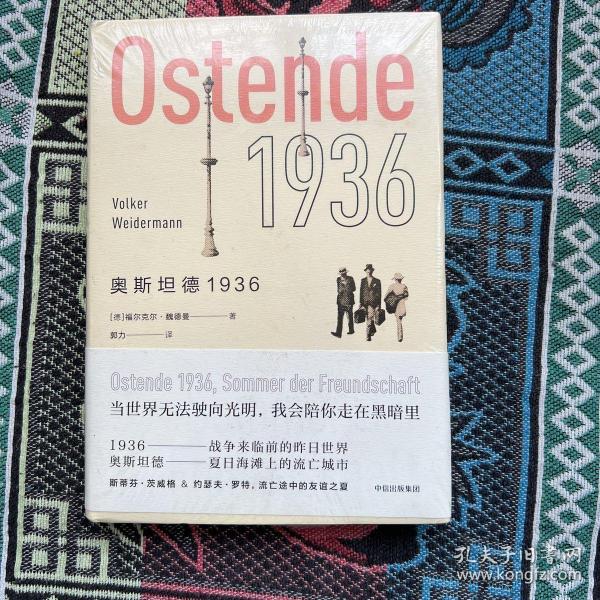 Ostende
1936
Volker
Weidermann
奥斯坦德1936
[德]福尔克尔·魏德曼———著
郭力———译
Ostende 1936, Sommer der Freundschaft
当世界无法驶向光明，我会陪你走在黑暗里
1936———战争来临前的昨日世界
奥斯坦德———夏日海滩上的流亡城市
斯蒂芬·茨威格 & 约瑟夫·罗特，流亡途中的友谊之夏
中信出版集团
孔夫子旧书网
www.kongfz.com